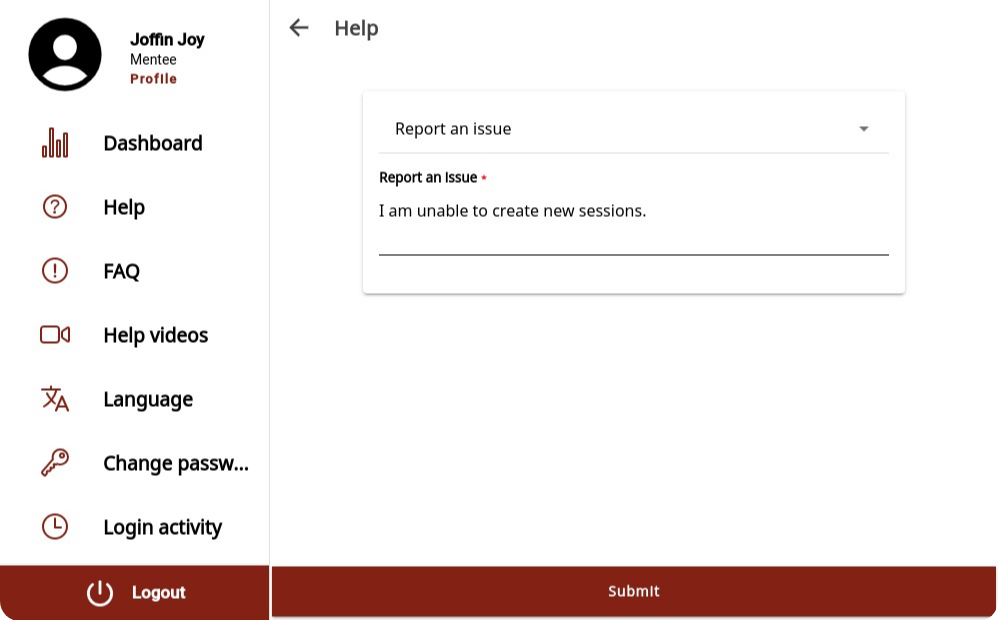 Joffin Joy
Mentee
Profile
Dashboard
Help
FAQ
Help videos
Language
Change passw...
Login activity
Logout
Help
Report an issue
Report an issue *
I am unable to create new sessions.
Submit